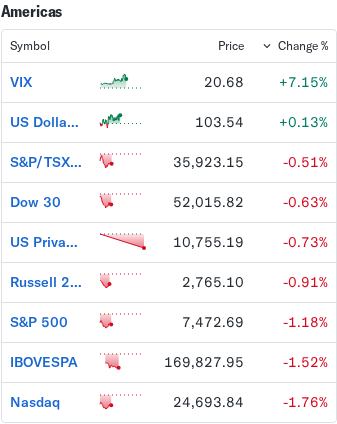 Americas
Symbol Price Change %
VIX 20.68 +7.15%
US Dolla... 103.54 +0.13%
S&P/TSX... 35,923.15 -0.51%
Dow 30 52,015.82 -0.63%
US Priva... 10,755.19 -0.73%
Russell 2... 2,765.10 -0.91%
S&P 500 7,472.69 -1.18%
IBOVESPA 169,827.95 -1.52%
Nasdaq 24,693.84 -1.76%